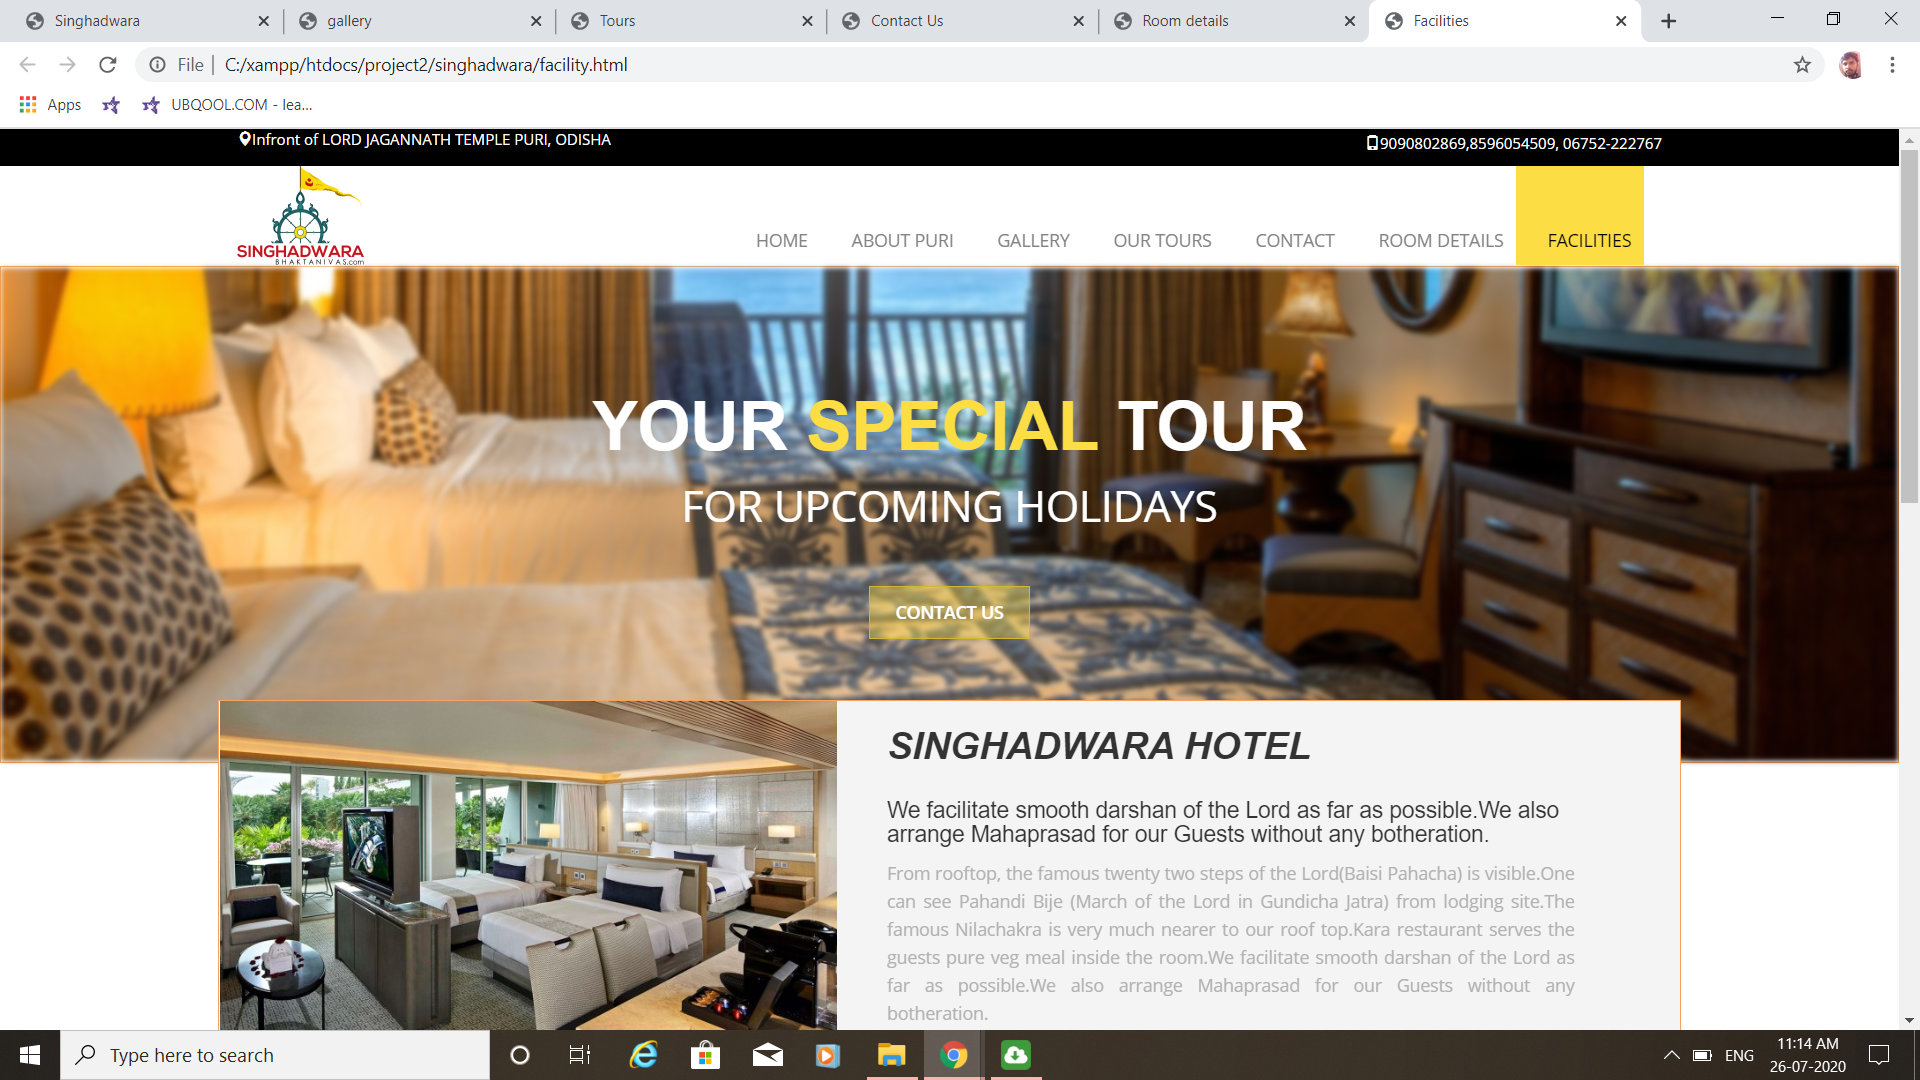 Singhadwara
gallery
Tours
Contact Us
Room details
Facilities
File | C:/xampp/htdocs/project2/singhadwara/facility.html
Apps
UBQOOL.COM - lea...
Infront of LORD JAGANNATH TEMPLE PURI, ODISHA
9090802869,8596054509, 06752-222767
SINGHADWARA
BHAKTANIVAS.com
HOME
ABOUT PURI
GALLERY
OUR TOURS
CONTACT
ROOM DETAILS
FACILITIES
YOUR SPECIAL TOUR
FOR UPCOMING HOLIDAYS
CONTACT US
SINGHADWARA HOTEL
We facilitate smooth darshan of the Lord as far as possible.We also
arrange Mahaprasad for our Guests without any botheration.
From rooftop, the famous twenty two steps of the Lord(Baisi Pahacha) is visible.One
can see Pahandi Bije (March of the Lord in Gundicha Jatra) from lodging site.The
famous Nilachakra is very much nearer to our roof top.Kara restaurant serves the
guests pure veg meal inside the room.We facilitate smooth darshan of the Lord as
far as possible.We also arrange Mahaprasad for our Guests without any
botheration.
Type here to search
ENG
11:14 AM
26-07-2020